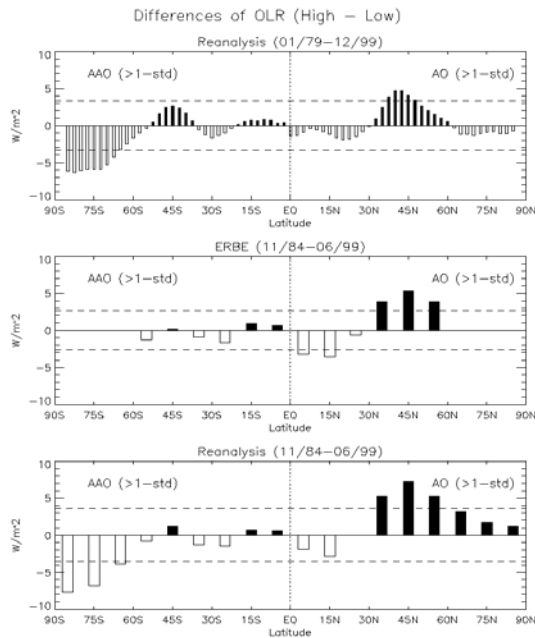 Differences of OLR (High – Low)
Reanalysis (01/79–12/99)
AAO (>1–std) AO (>1–std)
W/m^2
10
5
0
−5
−10
90S 75S 60S 45S 30S 15S EQ 15N 30N 45N 60N 75N 90N
Latitude
ERBE (11/84–06/99)
AAO (>1–std) AO (>1–std)
W/m^2
10
5
0
−5
−10
90S 75S 60S 45S 30S 15S EQ 15N 30N 45N 60N 75N 90N
Latitude
Reanalysis (11/84–06/99)
AAO (>1–std) AO (>1–std)
W/m^2
10
5
0
−5
−10
90S 75S 60S 45S 30S 15S EQ 15N 30N 45N 60N 75N 90N
Latitude